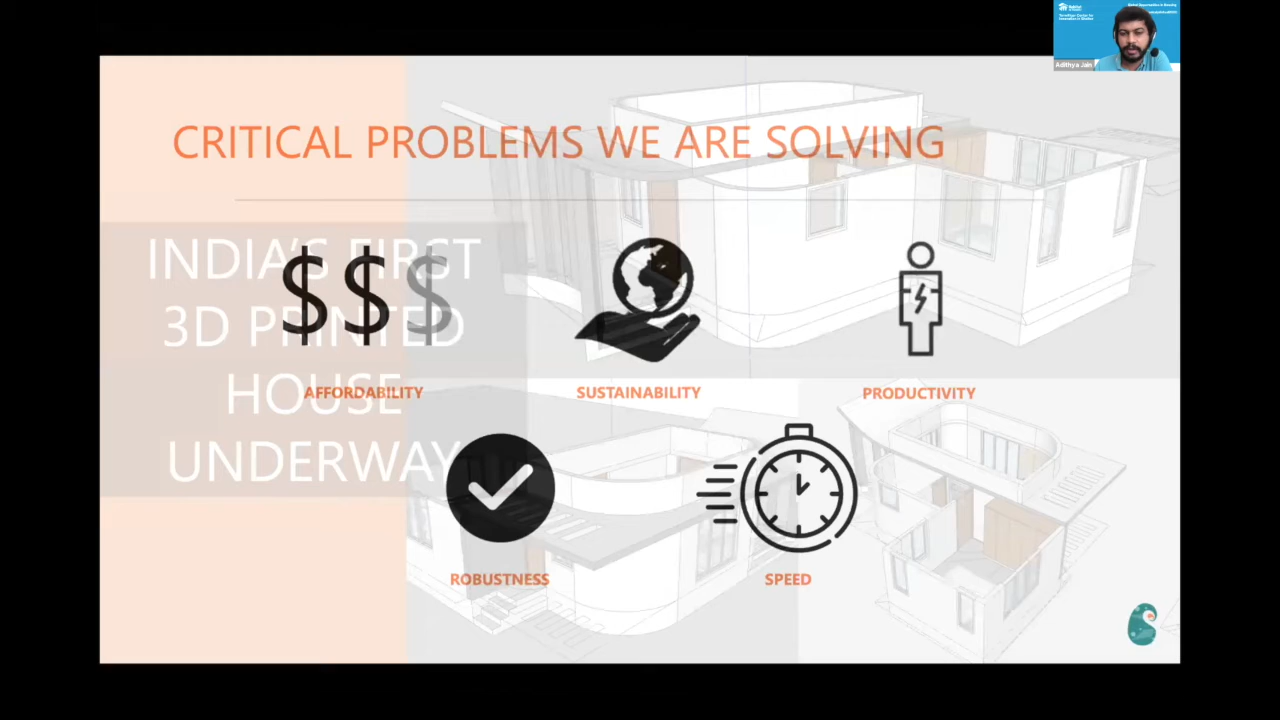 Adithya Jain
CRITICAL PROBLEMS WE ARE SOLVING
INDIA'S FIRST
3D PRINTED
HOUSE
UNDERWAY
$$$
AFFORDABILITY
SUSTAINABILITY
PRODUCTIVITY
ROBUSTNESS
SPEED